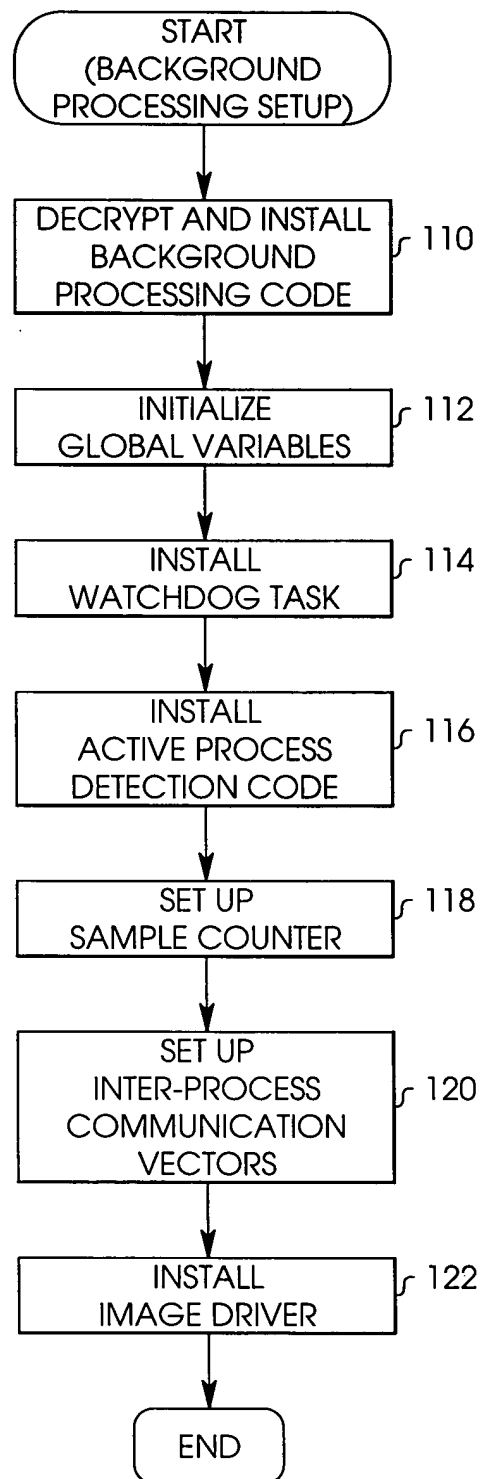 START
(BACKGROUND
PROCESSING SETUP)
DECRYPT AND INSTALL
BACKGROUND
PROCESSING CODE
110
INITIALIZE
GLOBAL VARIABLES
112
INSTALL
WATCHDOG TASK
114
INSTALL
ACTIVE PROCESS
DETECTION CODE
116
SET UP
SAMPLE COUNTER
118
SET UP
INTER-PROCESS
COMMUNICATION
VECTORS
120
INSTALL
IMAGE DRIVER
122
END